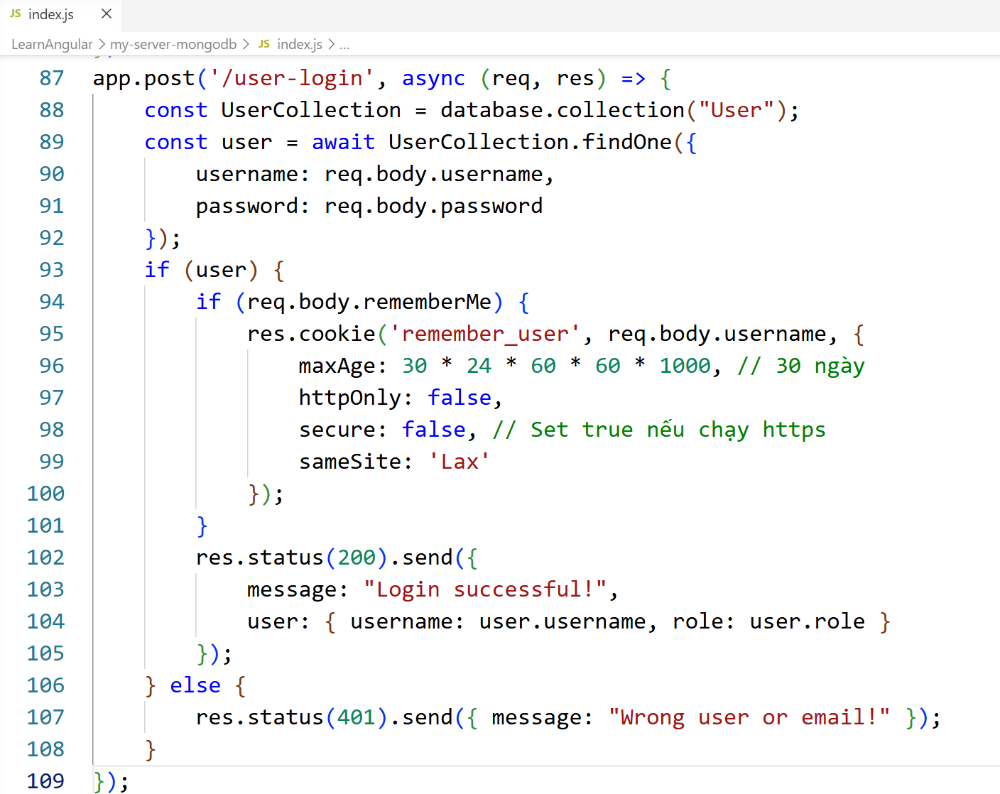 JS index.js
LearnAngular > my-server-mongodb > JS index.js > ...
87 app.post('/user-login', async (req, res) => {
88 const UserCollection = database.collection("User");
89 const user = await UserCollection.findOne({
90 username: req.body.username,
91 password: req.body.password
92 });
93 if (user) {
94 if (req.body.rememberMe) {
95 res.cookie('remember_user', req.body.username, {
96 maxAge: 30 * 24 * 60 * 60 * 1000, // 30 ngày
97 httpOnly: false,
98 secure: false, // Set true nếu chạy https
99 sameSite: 'Lax'
100 });
101 }
102 res.status(200).send({
103 message: "Login successful!",
104 user: { username: user.username, role: user.role }
105 });
106 } else {
107 res.status(401).send({ message: "Wrong user or email!" });
108 }
109 });